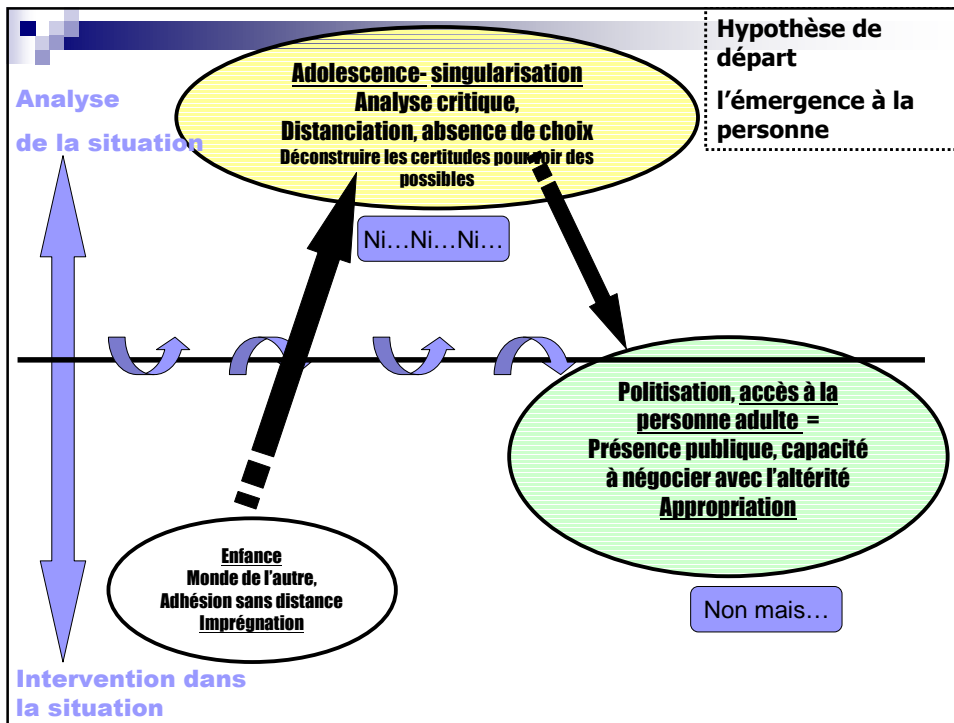 Hypothèse de
départ
l’émergence à la
personne
Analyse
de la situation
Adolescence- singularisation
Analyse critique,
Distanciation, absence de choix
Déconstruire les certitudes pour voir des
possibles
Ni…Ni…Ni…
Politisation, accès à la
personne adulte =
Présence publique, capacité
à négocier avec l’altérité
Appropriation
Non mais…
Enfance
Monde de l’autre,
Adhésion sans distance
Imprégnation
Intervention dans
la situation